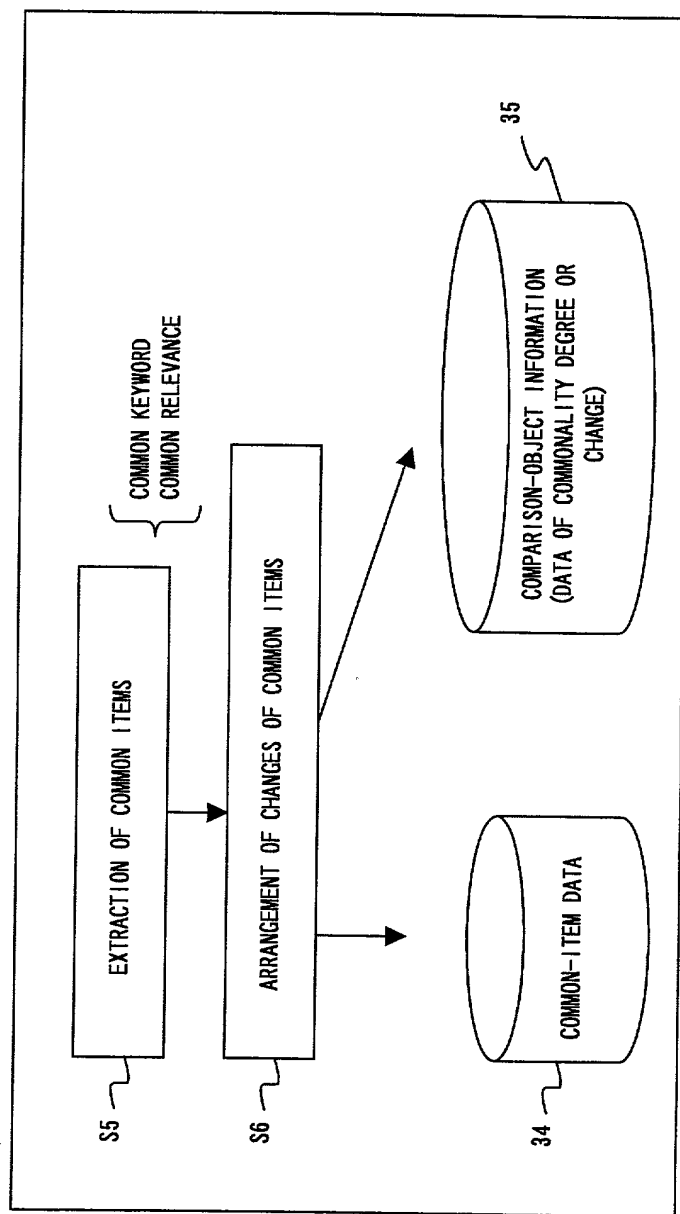 S5
EXTRACTION OF COMMON ITEMS
COMMON KEYWORD
COMMON RELEVANCE
S6
ARRANGEMENT OF CHANGES OF COMMON ITEMS
34
COMMON-ITEM DATA
35
COMPARISON-OBJECT INFORMATION
(DATA OF COMMONALITY DEGREE OR
CHANGE)